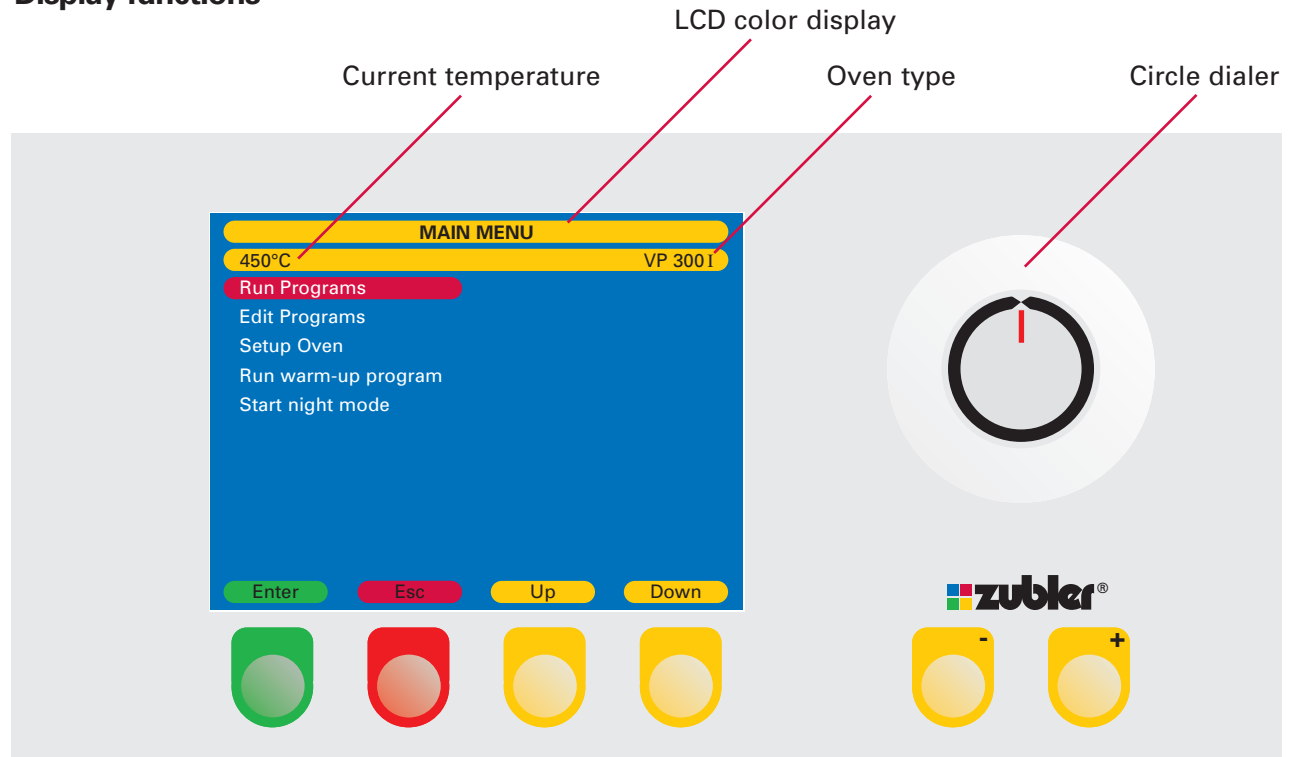 Display functions
LCD color display
Current temperature
Oven type
Circle dialer
MAIN MENU
450°C
VP 300 I
Run Programs
Edit Programs
Setup Oven
Run warm-up program
Start night mode
Enter
Esc
Up
Down
zubler®
-
+